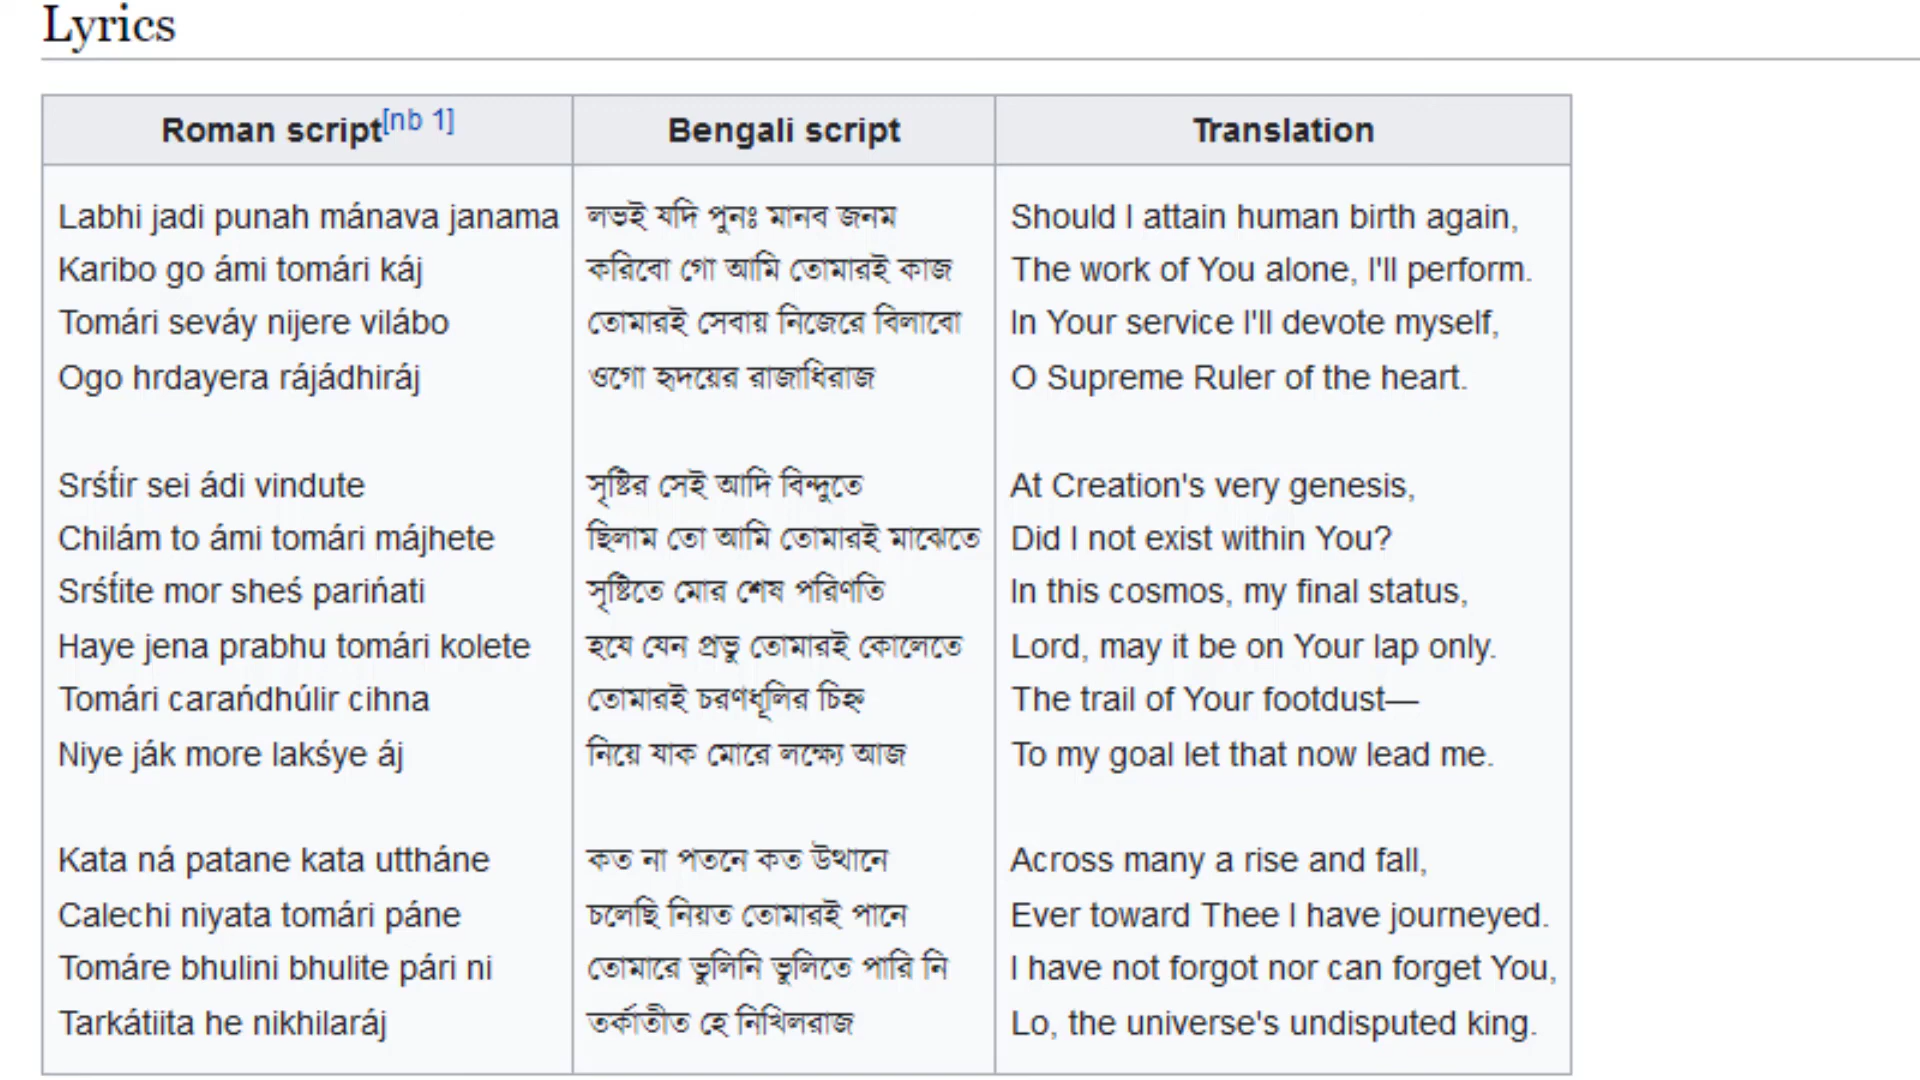 Lyrics
Roman script[nb 1]
Bengali script
Translation
Labhi jadi punah mánava janama
Karibo go ámi tomári káj
Tomári seváy nijere vilábo
Ogo hrdayera rájádhiráj
Srśt́ir sei ádi vindute
Chilám to ámi tomári májhete
Srśt́ite mor sheś parińati
Haye jena prabhu tomári kolete
Tomári carańdhúlir cihna
Niye ják more lakśye áj
Kata ná patane kata uttháne
Calechi niyata tomári páne
Tomáre bhulini bhulite pári ni
Tarkátiita he nikhilaráj
লভই যদি পুনঃ মানব জনম
করিবো গো আমি তোমারই কাজ
তোমারই সেবায় নিজেরে বিলাবো
ওগো হৃদয়ের রাজাধিরাজ
সৃষ্টির সেই আদি বিন্দুতে
ছিলাম তো আমি তোমারই মাঝেতে
সৃষ্টিতে মোর শেষ পরিণতি
হযে যেন প্রভু তোমারই কোলেতে
তোমারই চরণধূলির চিহ্ন
নিয়ে যাক মোরে লক্ষ্যে আজ
কত না পতনে কত উত্থানে
চলেছি নিয়ত তোমারই পানে
তোমারে ভুলিনি ভুলিতে পারি নি
তর্কাতীত হে নিখিলরাজ
Should I attain human birth again,
The work of You alone, I'll perform.
In Your service I'll devote myself,
O Supreme Ruler of the heart.
At Creation's very genesis,
Did I not exist within You?
In this cosmos, my final status,
Lord, may it be on Your lap only.
The trail of Your footdust—
To my goal let that now lead me.
Across many a rise and fall,
Ever toward Thee I have journeyed.
I have not forgot nor can forget You,
Lo, the universe's undisputed king.